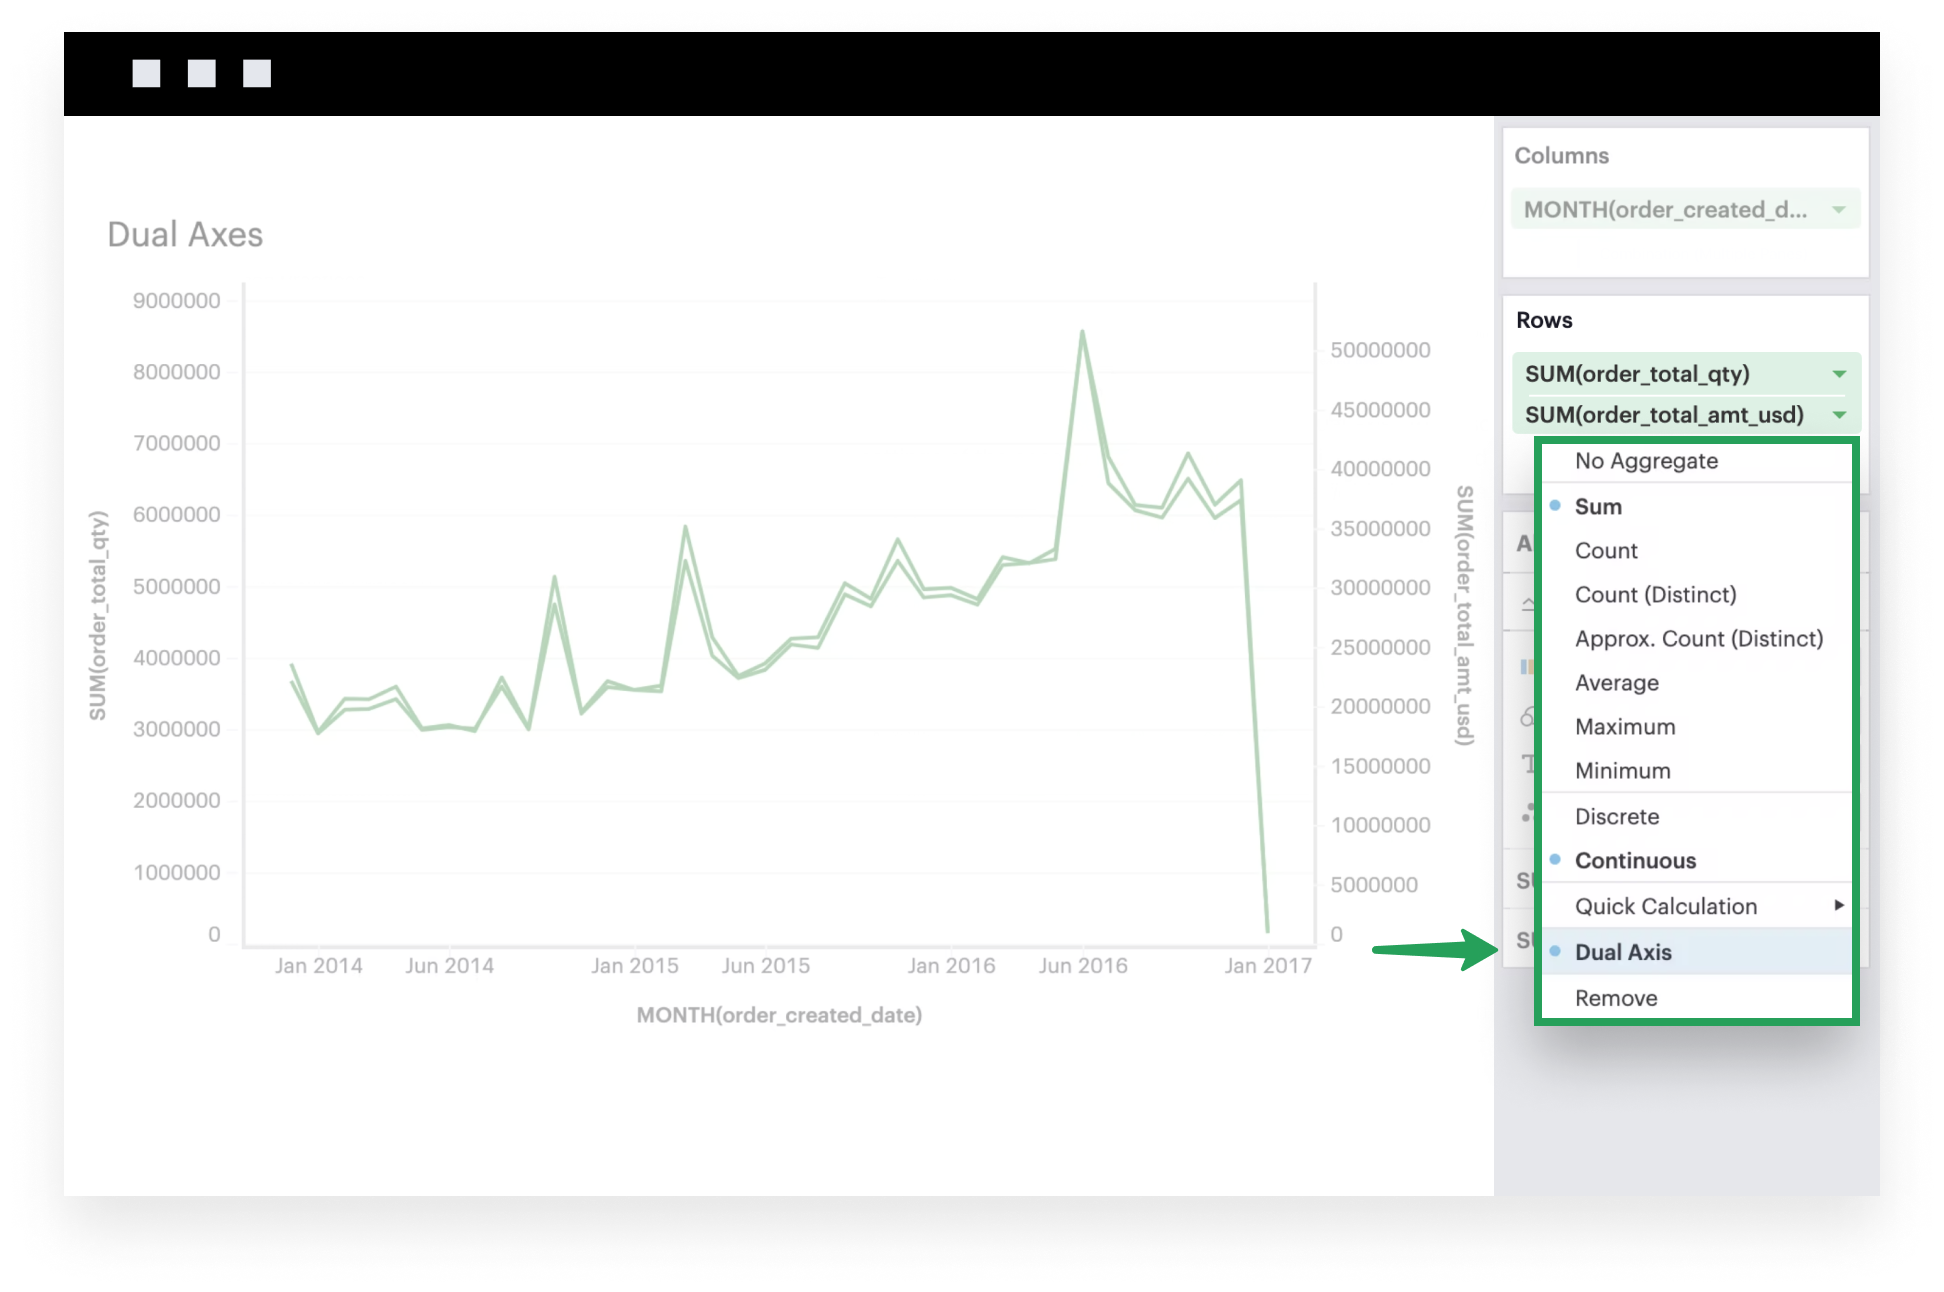 Dual Axes
9000000
8000000
7000000
6000000
5000000
4000000
3000000
2000000
1000000
0
SUM(order_total_qty)
50000000
45000000
40000000
35000000
30000000
25000000
20000000
15000000
10000000
5000000
0
SUM(order_total_amt_usd)
Jan 2014
Jun 2014
Jan 2015
Jun 2015
Jan 2016
Jun 2016
Jan 2017
MONTH(order_created_date)
Columns
MONTH(order_created_d...
Rows
SUM(order_total_qty)
SUM(order_total_amt_usd)
No Aggregate
Sum
Count
Count (Distinct)
Approx. Count (Distinct)
Average
Maximum
Minimum
Discrete
Continuous
Quick Calculation
Dual Axis
Remove